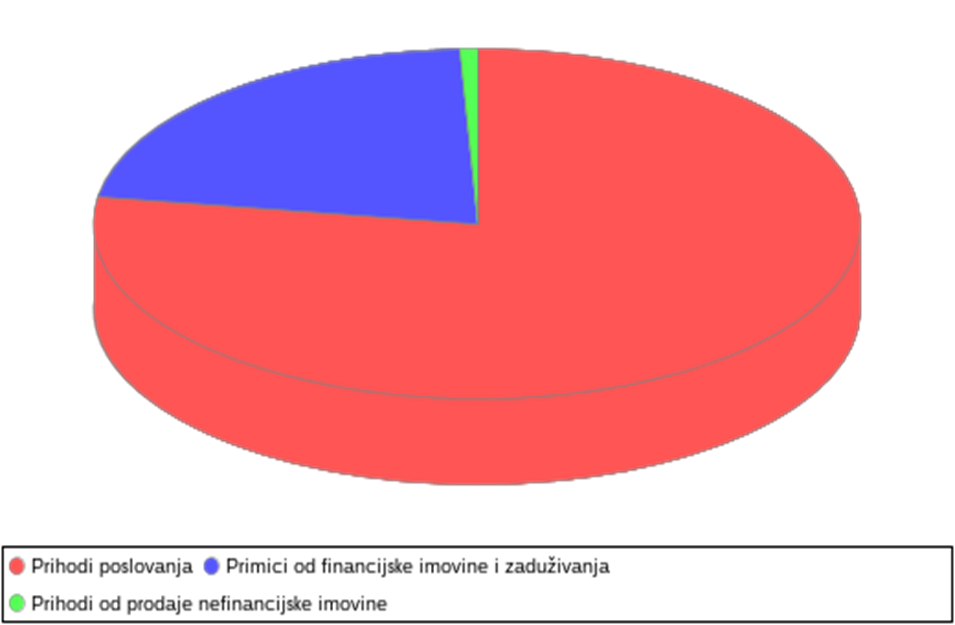 Prihodi poslovanja Primici od financijske imovine i zaduživanja
Prihodi od prodaje nefinancijske imovine